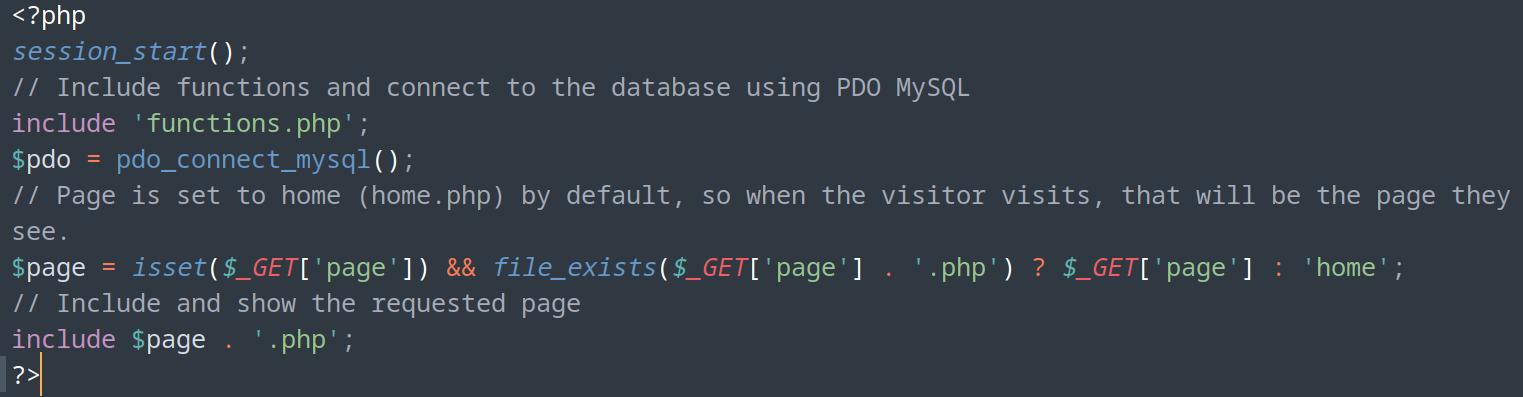 <?php
session_start();
// Include functions and connect to the database using PDO MySQL
include 'functions.php';
$pdo = pdo_connect_mysql();
// Page is set to home (home.php) by default, so when the visitor visits, that will be the page they
see.
$page = isset($_GET['page']) && file_exists($_GET['page'] . '.php') ? $_GET['page'] : 'home';
// Include and show the requested page
include $page . '.php';
?>